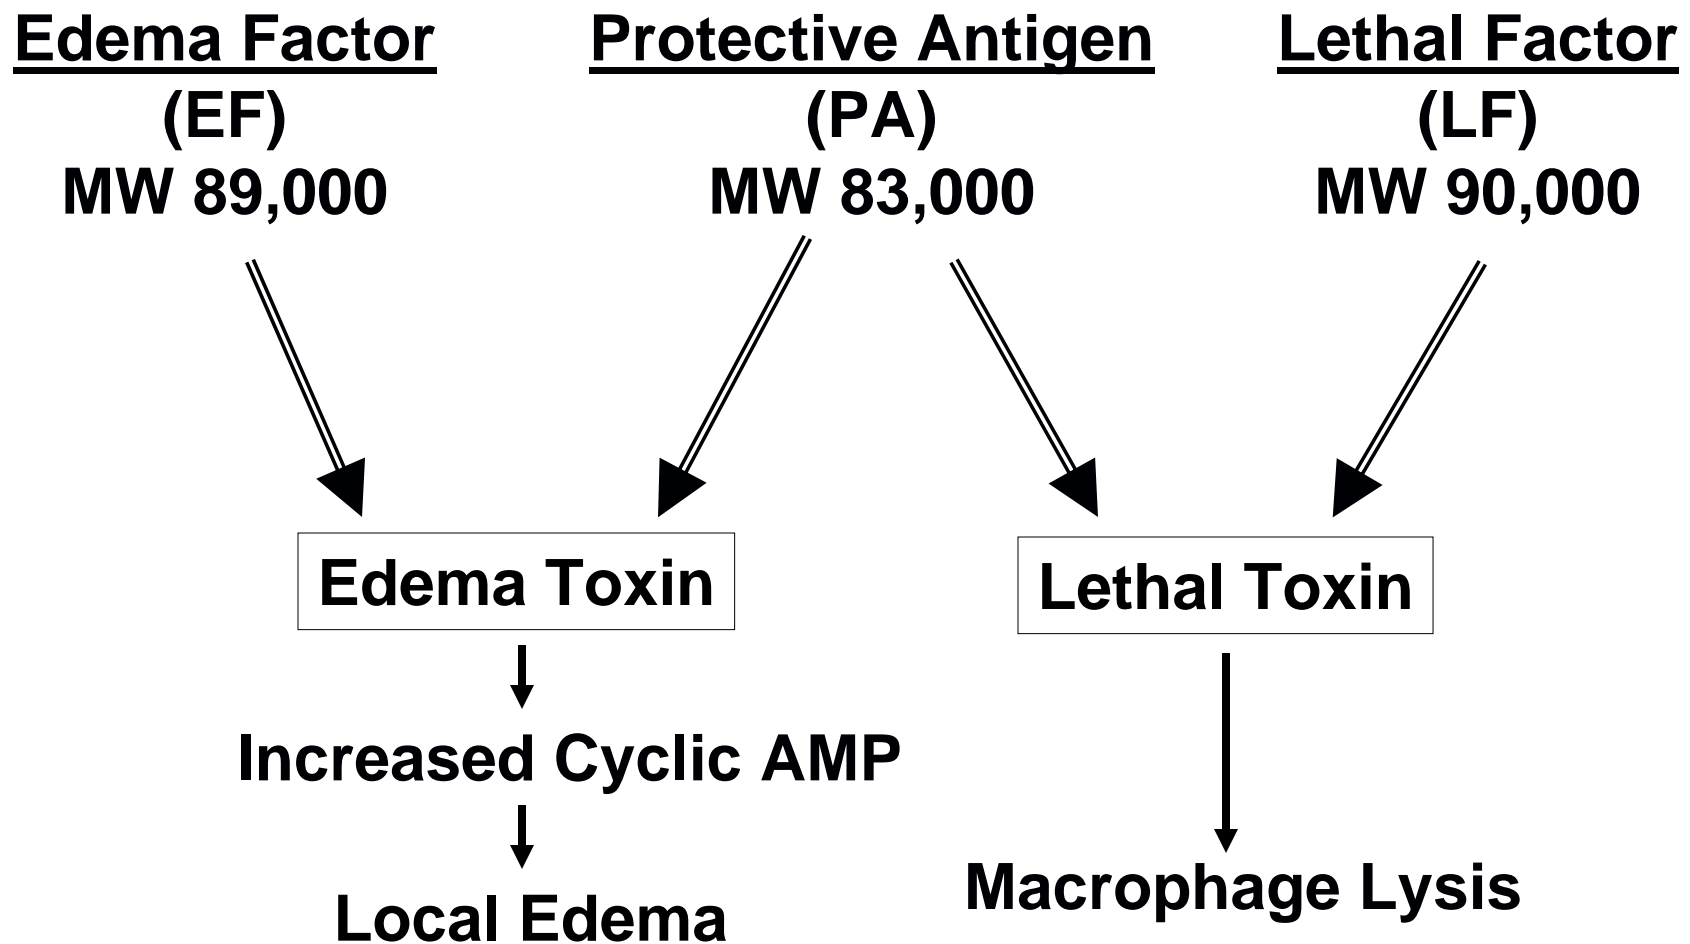 Edema Factor
(EF)
MW 89,000
Protective Antigen
(PA)
MW 83,000
Lethal Factor
(LF)
MW 90,000
Edema Toxin
Lethal Toxin
Increased Cyclic AMP
Local Edema
Macrophage Lysis